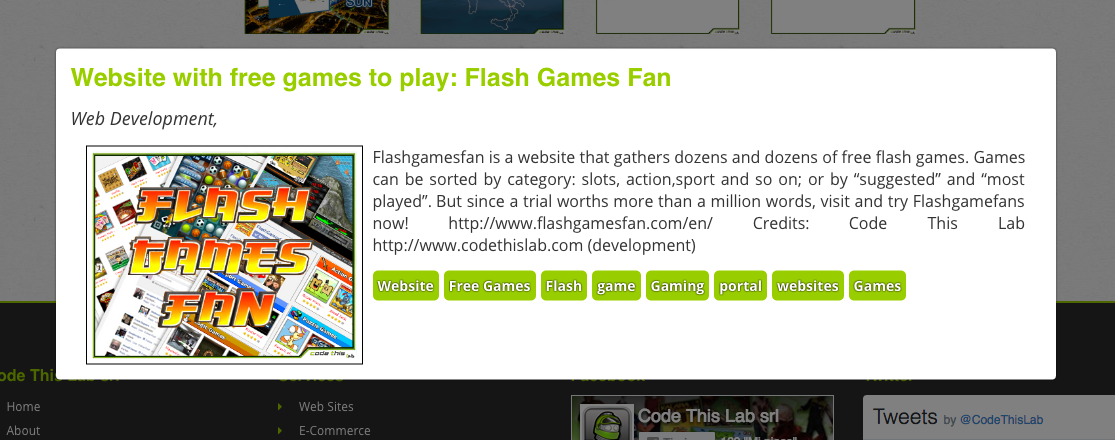 SUN
Website with free games to play: Flash Games Fan
Web Development,
FLASH
GAMES
FAN
code this
Flashgamesfan is a website that gathers dozens and dozens of free flash games. Games
can be sorted by category: slots, action,sport and so on; or by “suggested” and “most
played”. But since a trial worths more than a million words, visit and try Flashgamefans
now! http://www.flashgamesfan.com/en/ Credits: Code This Lab
http://www.codethislab.com (development)
Website Free Games Flash game Gaming portal websites Games
Home
About
Web Sites
E-Commerce
Code This Lab srl
Tweets by @CodeThisLab